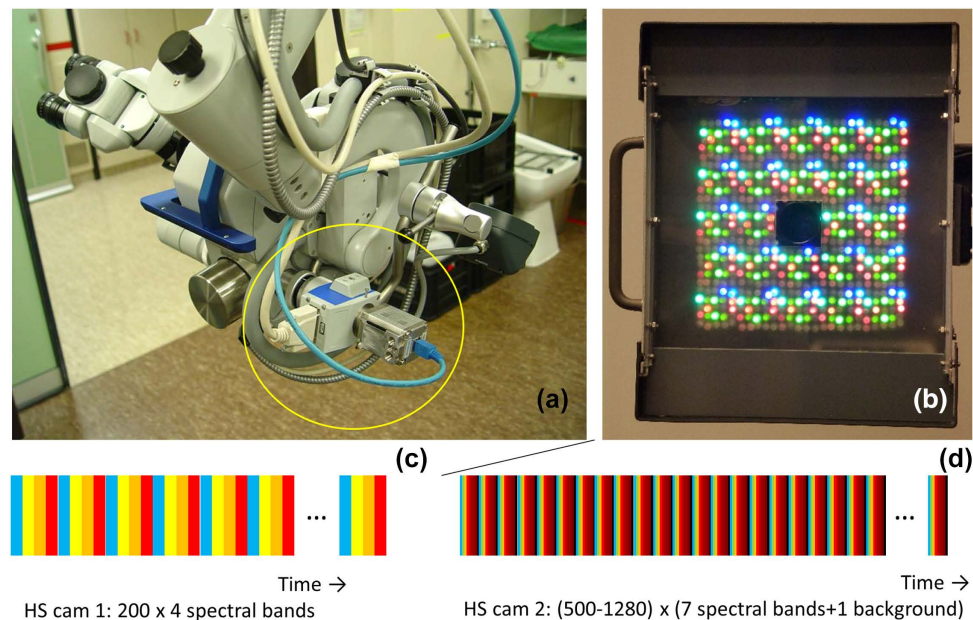 (a)
(b)
(c)
(d)
...
...
Time →
Time →
HS cam 1: 200 x 4 spectral bands
HS cam 2: (500-1280) x (7 spectral bands+1 background)